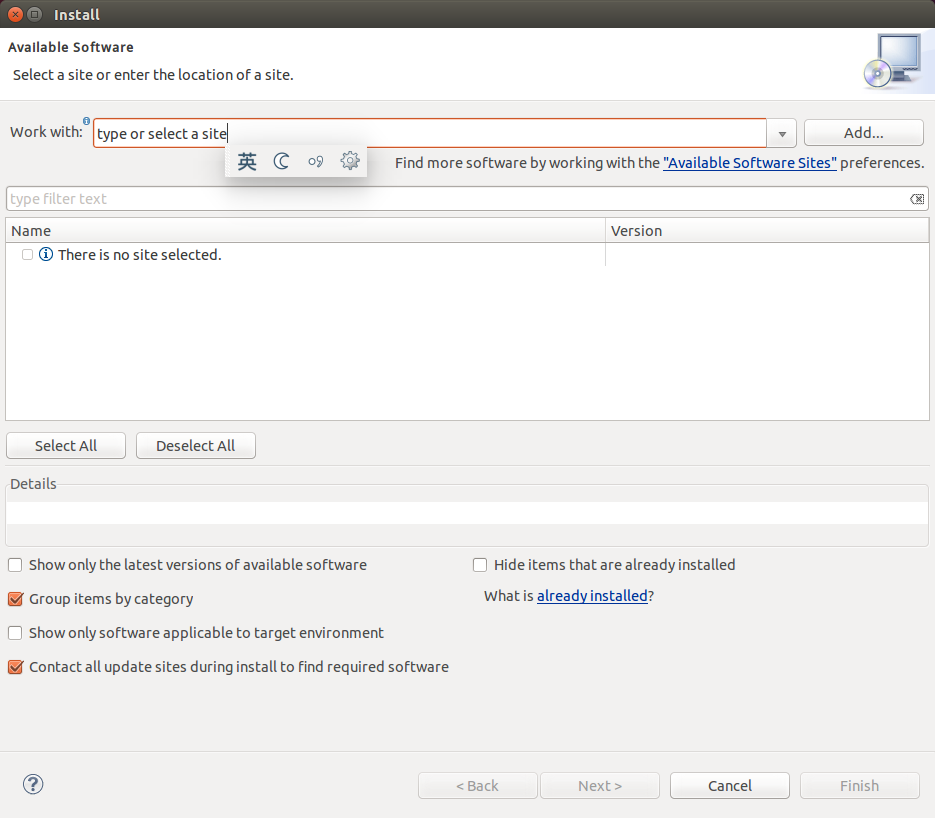 Install
Available Software
Select a site or enter the location of a site.
Work with:
type or select a site
Add...
英
Find more software by working with the "Available Software Sites" preferences.
type filter text
Name Version
There is no site selected.
Select All Deselect All
Details
Show only the latest versions of available software
Hide items that are already installed
Group items by category
What is already installed?
Show only software applicable to target environment
Contact all update sites during install to find required software
?
< Back Next > Cancel Finish